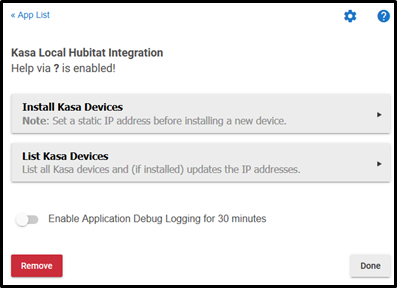 « App List
Kasa Local Hubitat Integration
Help via ? is enabled!
Install Kasa Devices
Note: Set a static IP address before installing a new device.
List Kasa Devices
List all Kasa devices and (if installed) updates the IP addresses.
Enable Application Debug Logging for 30 minutes
Remove
Done